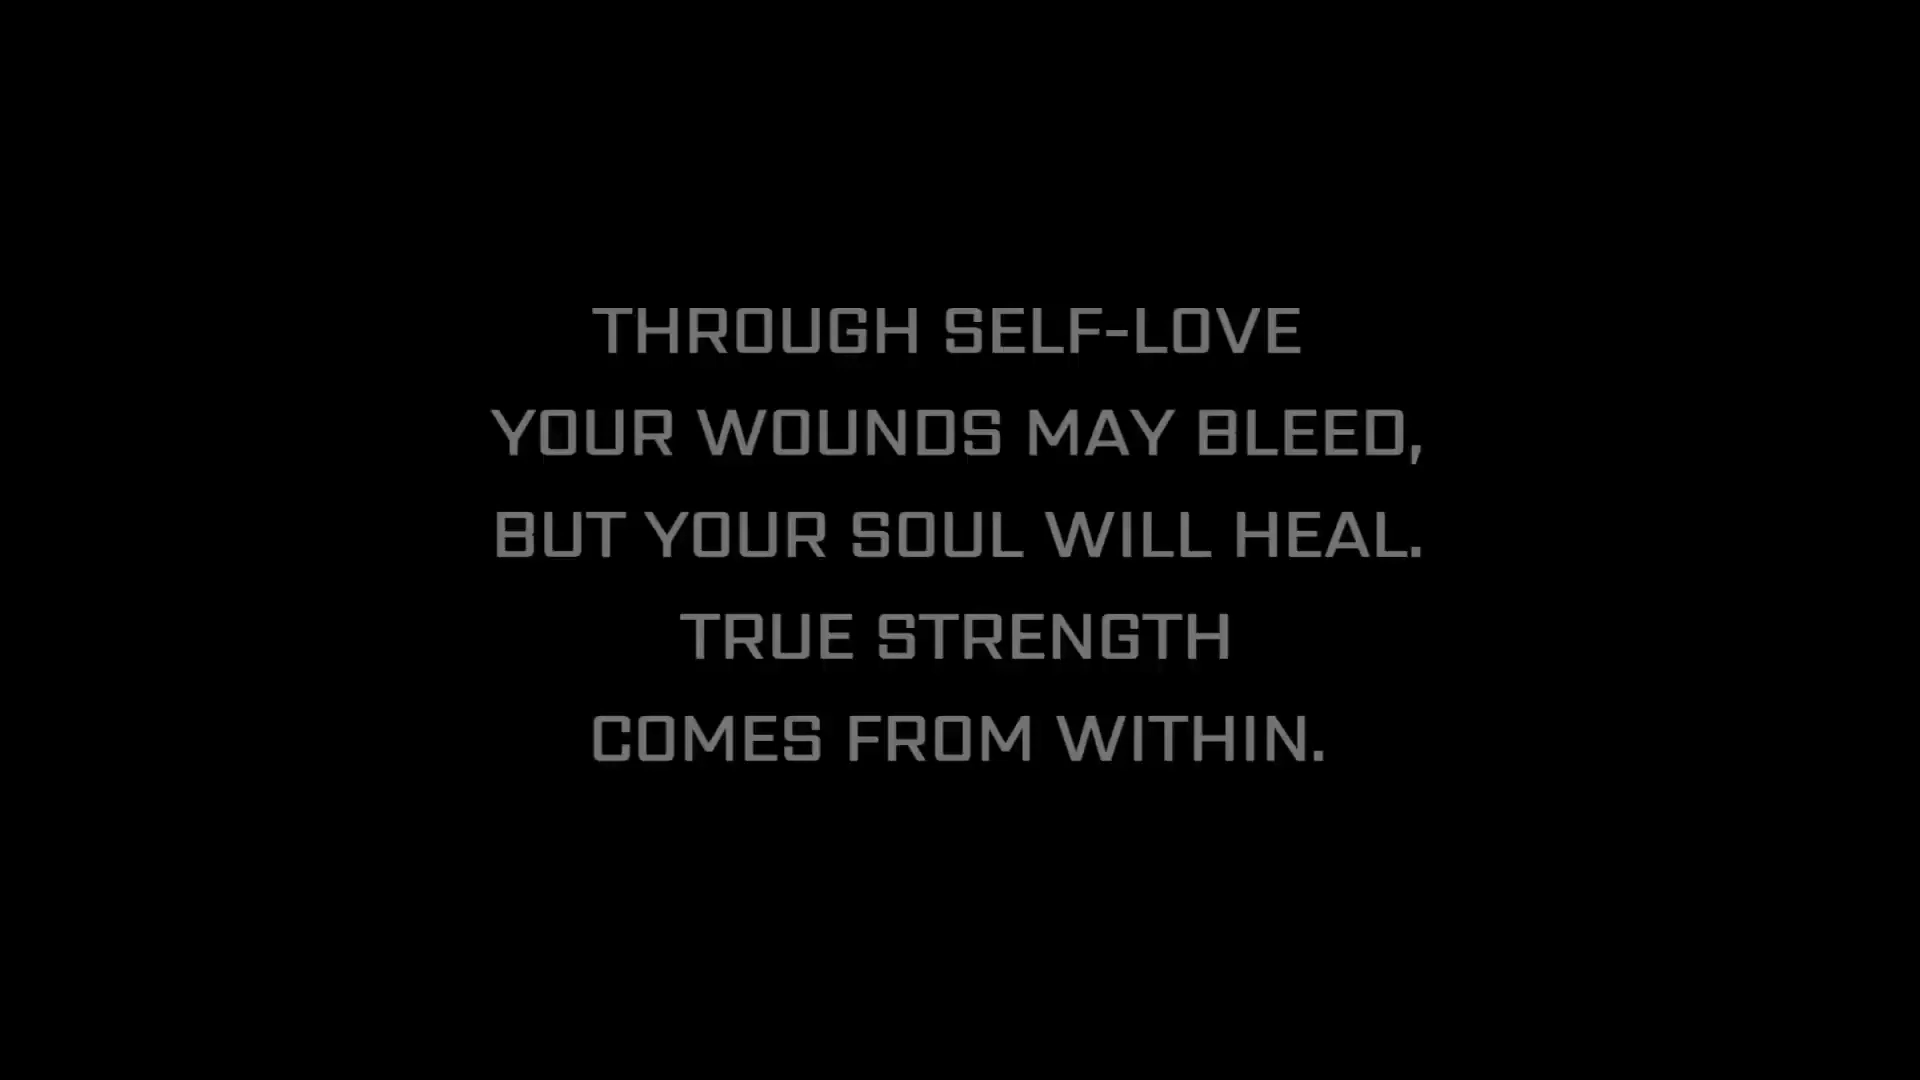 THROUGH SELF-LOVE
YOUR WOUNDS MAY BLEED,
BUT YOUR SOUL WILL HEAL.
TRUE STRENGTH
COMES FROM WITHIN.